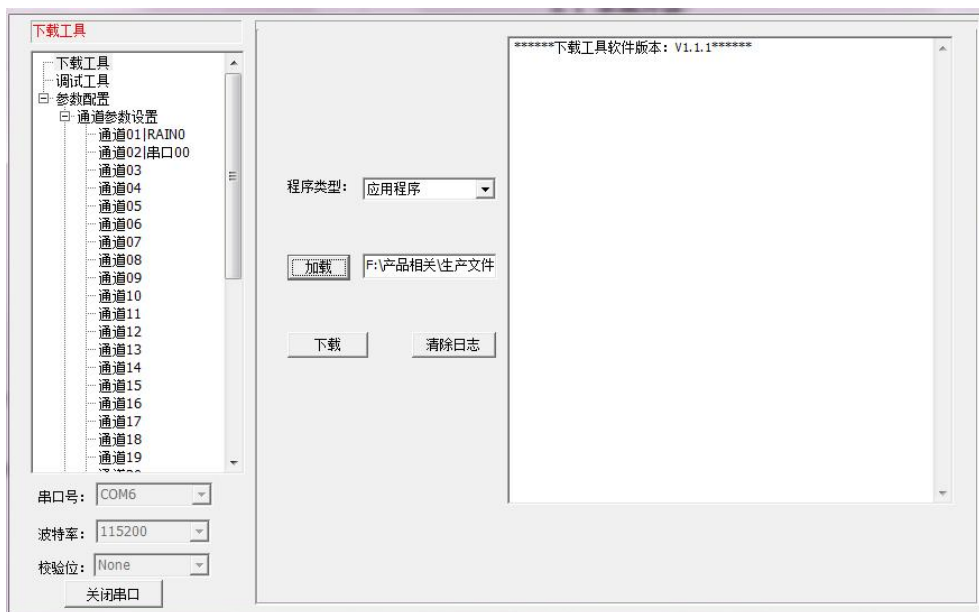 下载工具
下载工具
调试工具
参数配置
通道参数设置
通道01|RAIN0
通道02|串口00
通道03
通道04
通道05
通道06
通道07
通道08
通道09
通道10
通道11
通道12
通道13
通道14
通道15
通道16
通道17
通道18
通道19
串口号： COM6
波特率： 115200
校验位： None
关闭串口
程序类型： 应用程序
加载 F:\产品相关\生产文件
下载 清除日志
******下载工具软件版本：V1.1.1******